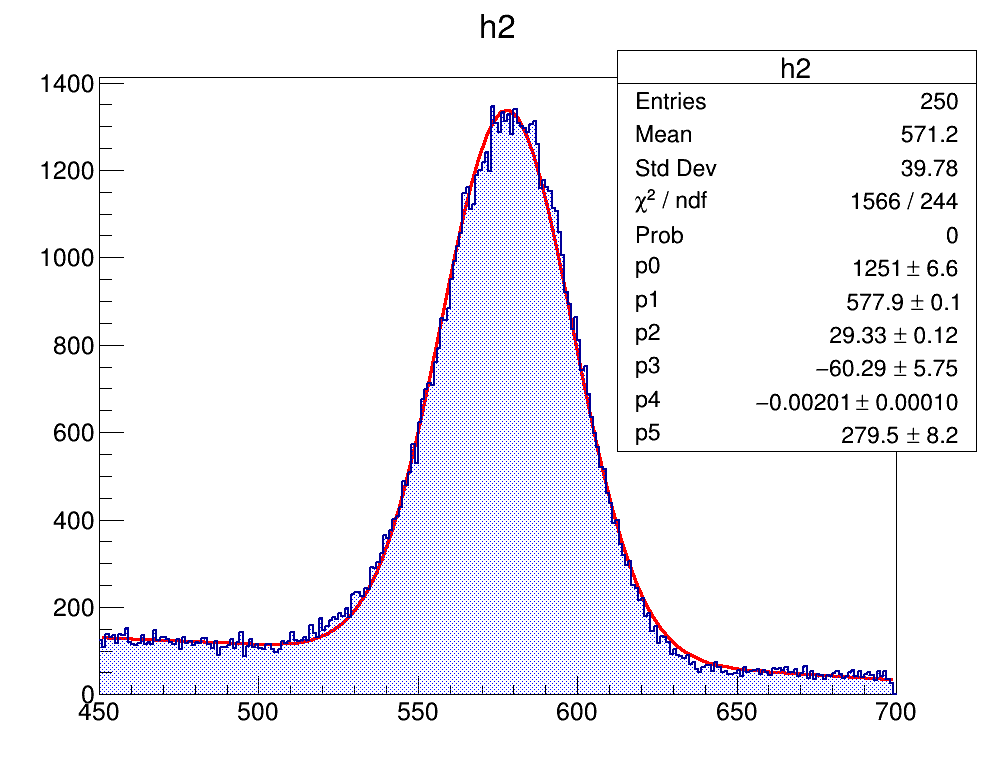 h2
h2
Entries 250
Mean 571.2
Std Dev 39.78
χ² / ndf 1566 / 244
Prob 0
p0 1251 ± 6.6
p1 577.9 ± 0.1
p2 29.33 ± 0.12
p3 −60.29 ± 5.75
p4 −0.00201 ± 0.00010
p5 279.5 ± 8.2
1400
1200
1000
800
600
400
200
0
450 500 550 600 650 700